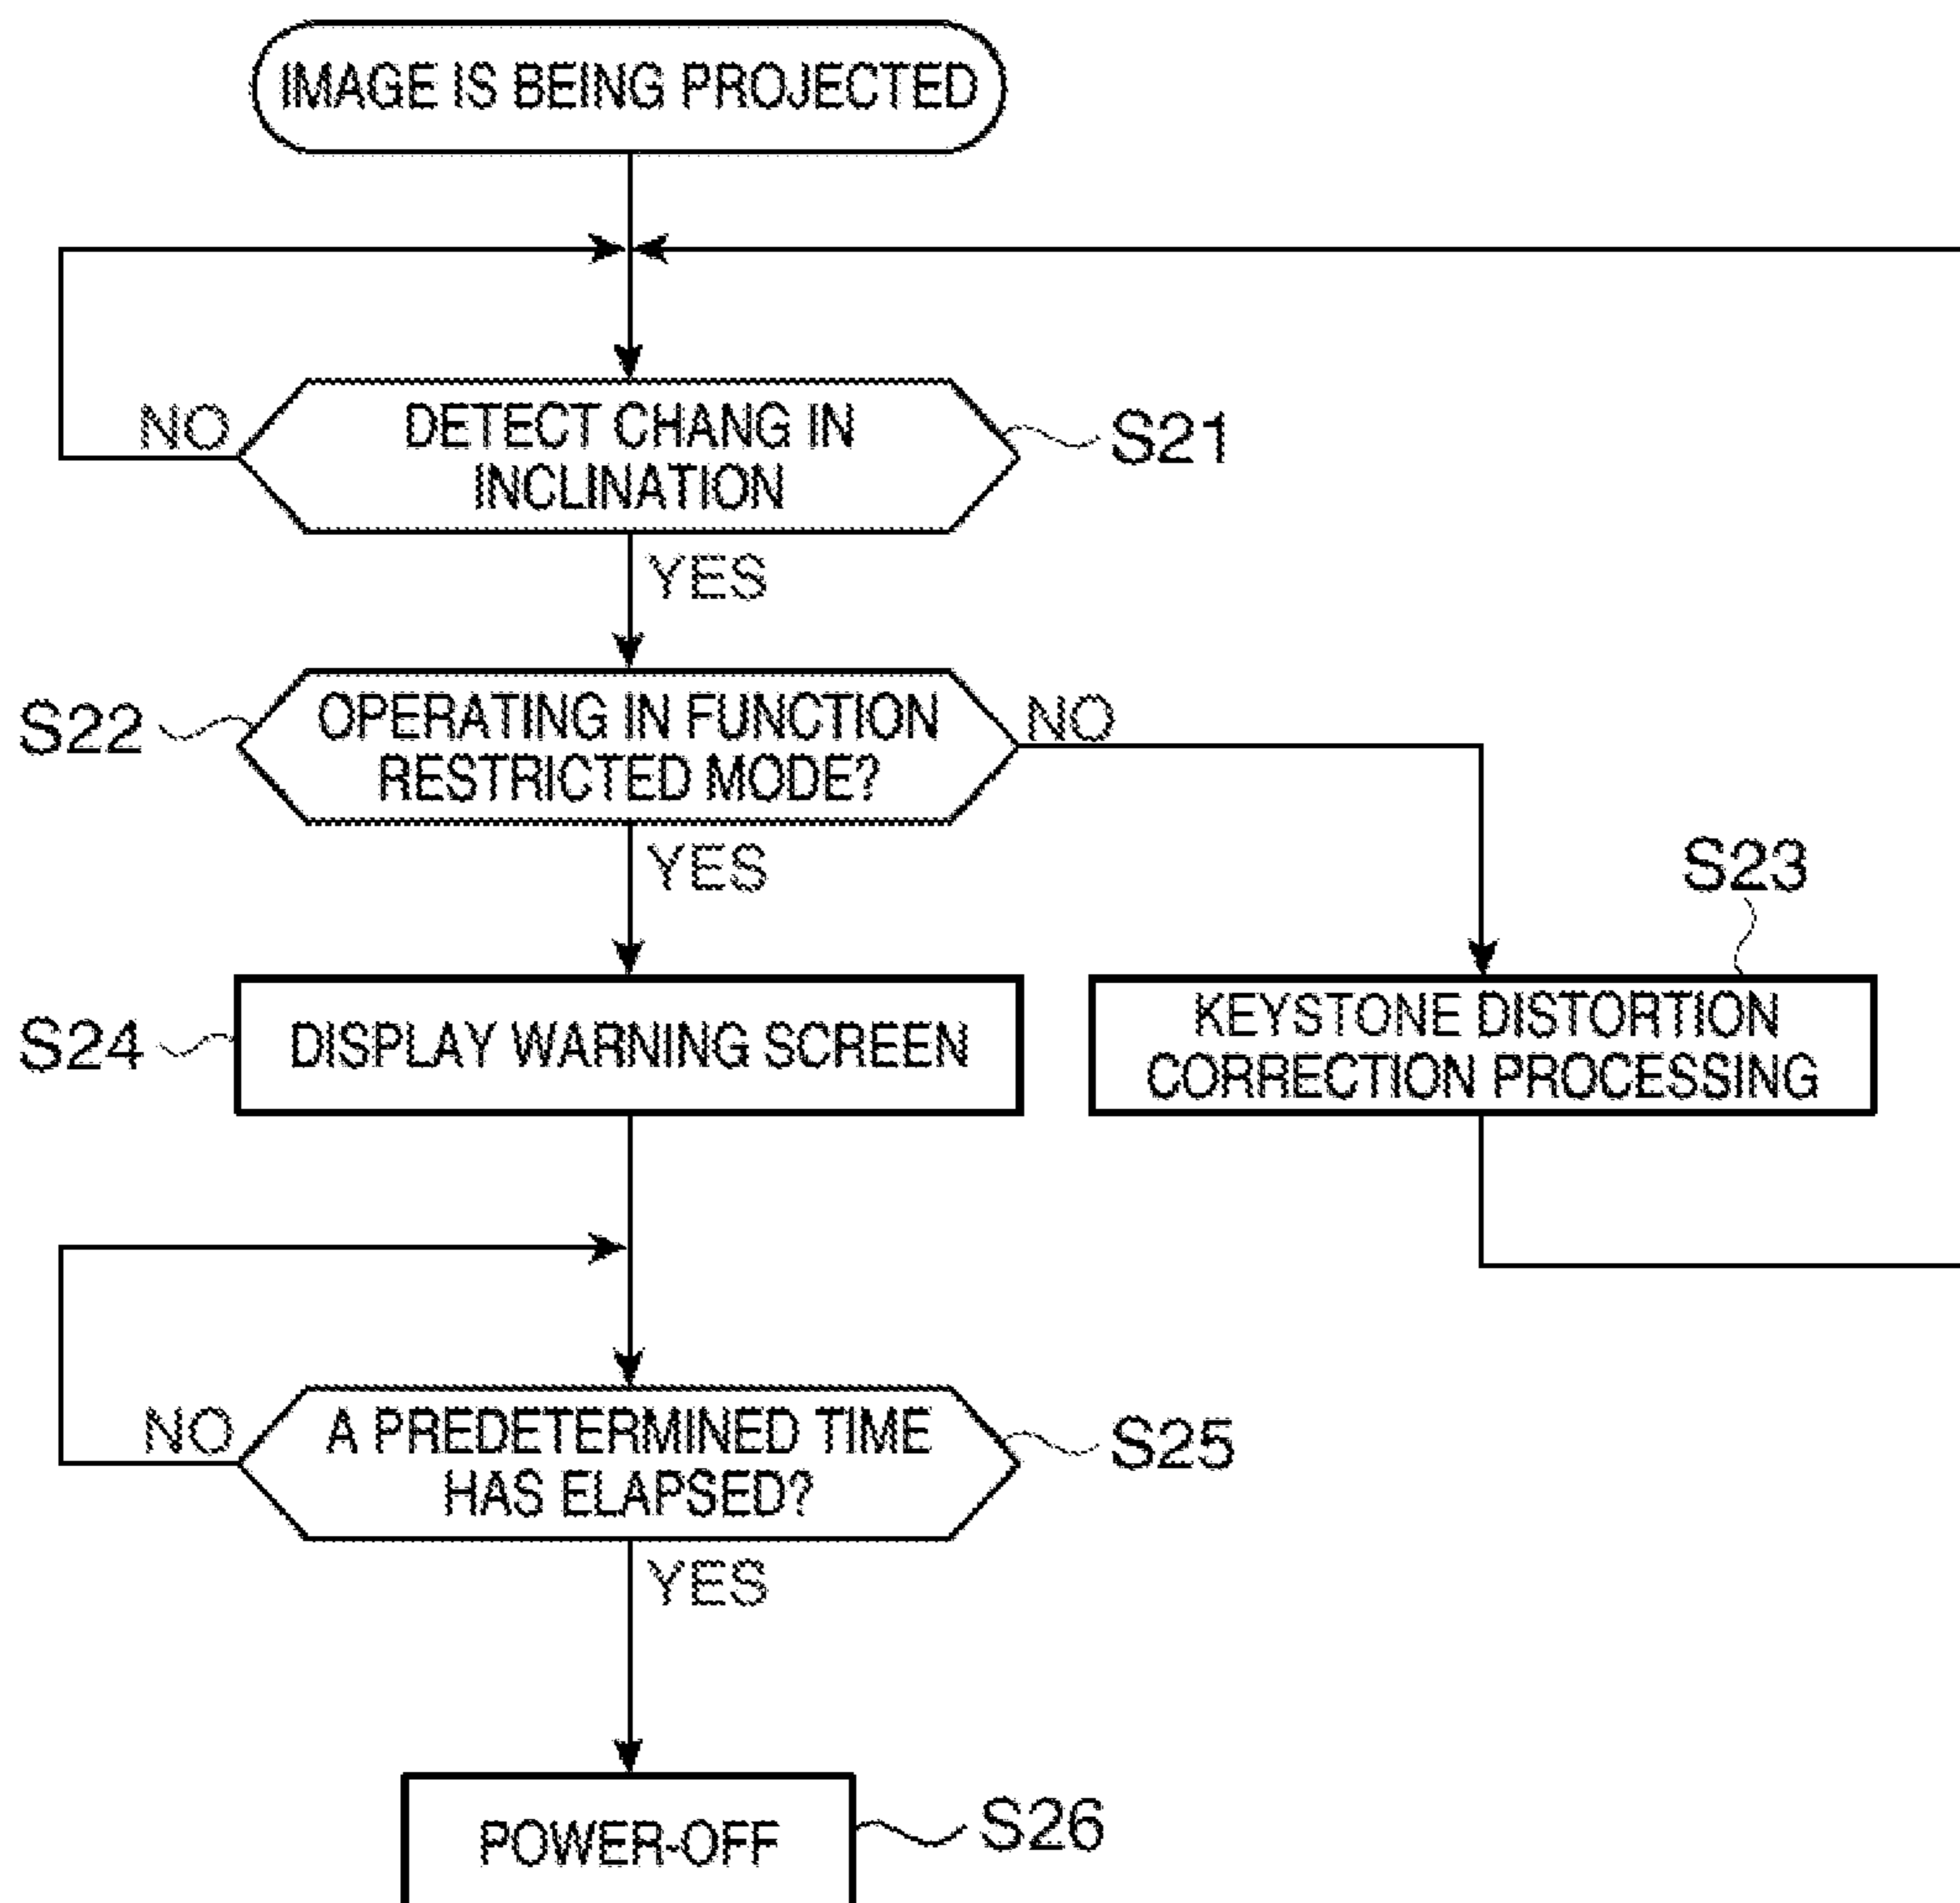 IMAGE IS BEING PROJECTED
NO
DETECT CHANG IN
INCLINATION
S21
YES
S22
OPERATING IN FUNCTION
RESTRICTED MODE?
NO
YES
S23
S24
DISPLAY WARNING SCREEN
KEYSTONE DISTORTION
CORRECTION PROCESSING
NO
A PREDETERMINED TIME
HAS ELAPSED?
S25
YES
POWER-OFF
S26